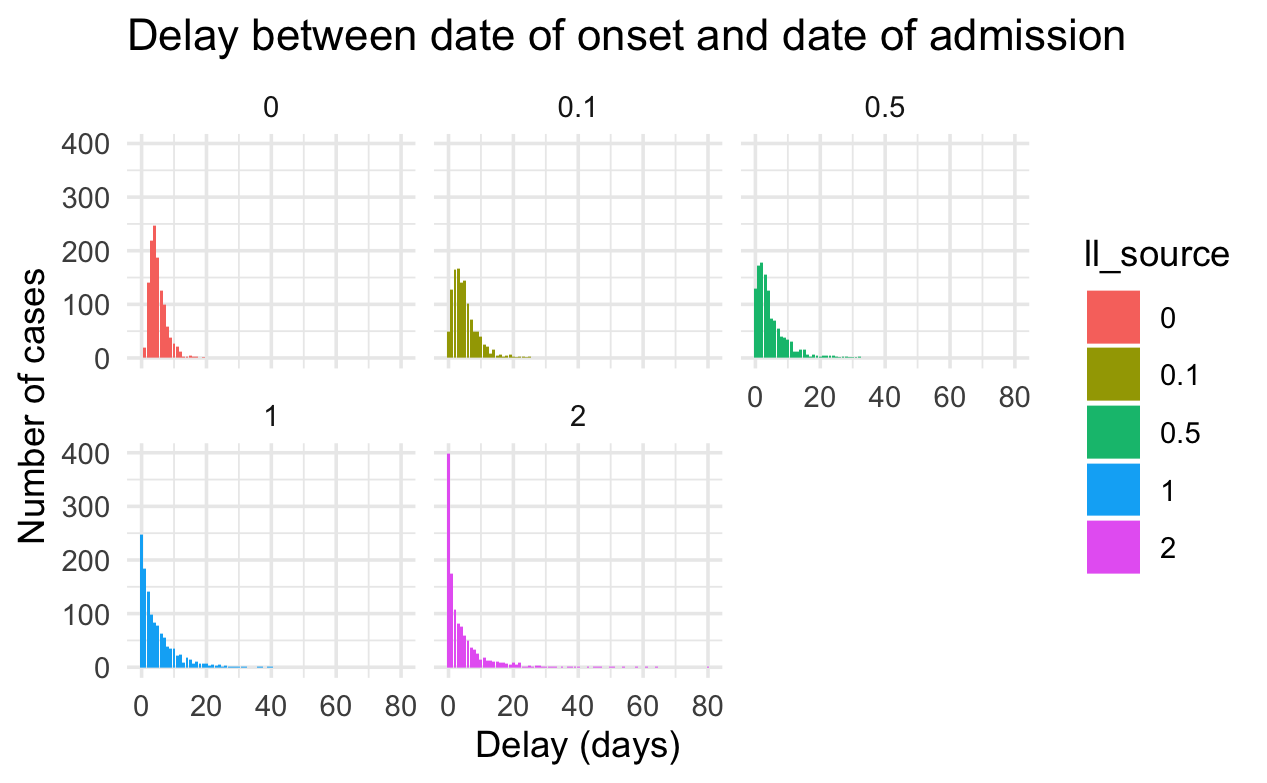 Delay between date of onset and date of admission
0 0.1 0.5
400
300
200
100
0
0 20 40 60 80
1 2
400
300
200
100
0
0 20 40 60 80 0 20 40 60 80
Number of cases
Delay (days)
ll_source
0
0.1
0.5
1
2